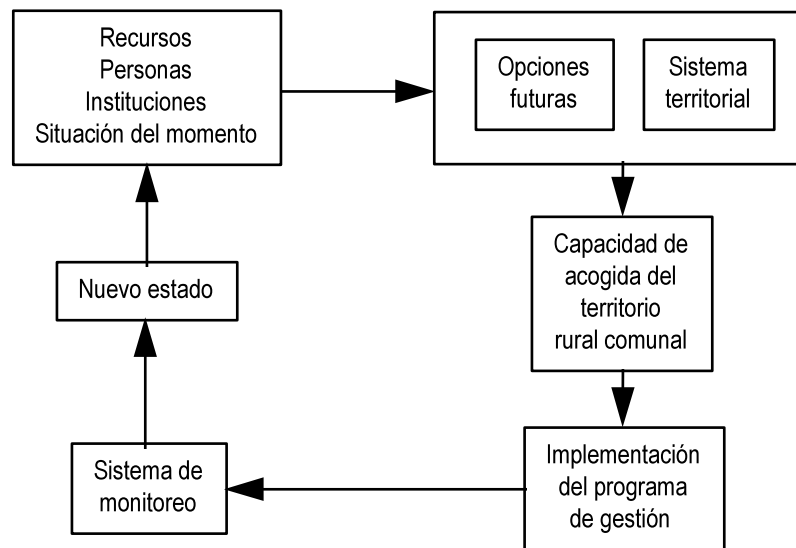 Recursos
Personas
Instituciones
Situación del momento
Opciones
futuras
Sistema
territorial
Capacidad de
acogida del
territorio
rural comunal
Implementación
del programa
de gestión
Sistema de
monitoreo
Nuevo estado